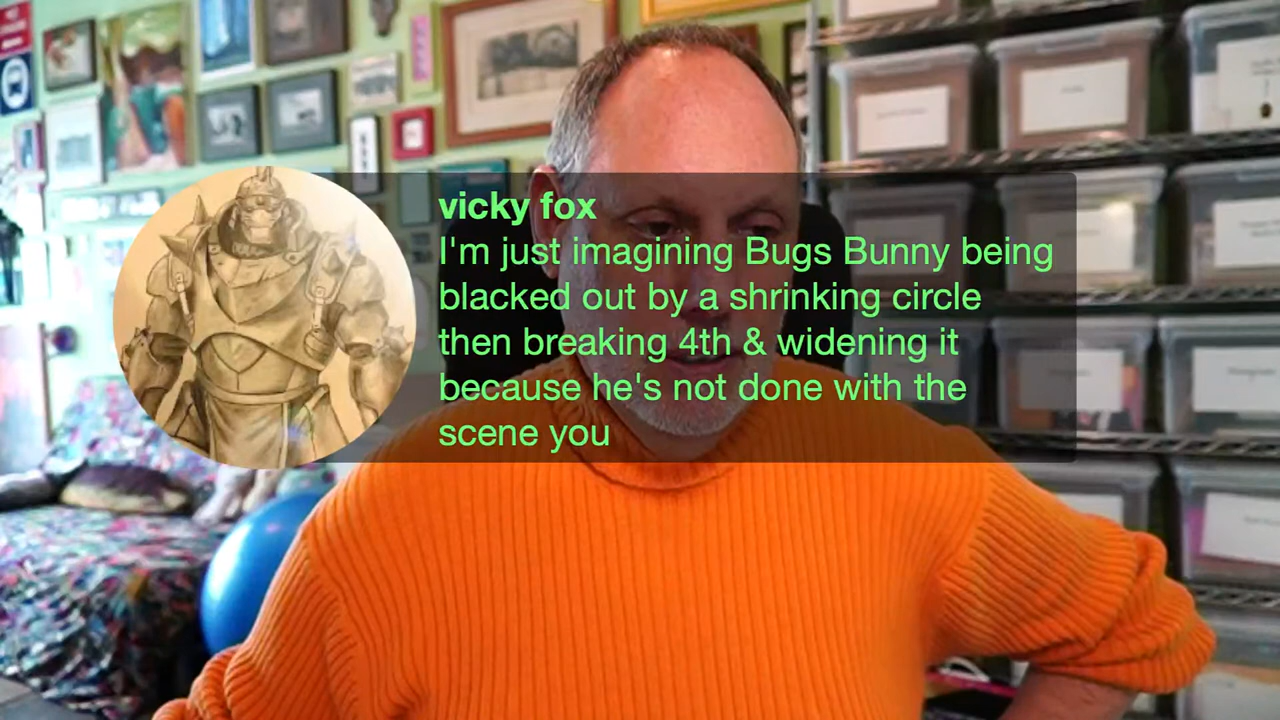 vicky fox
I'm just imagining Bugs Bunny being
blacked out by a shrinking circle
then breaking 4th & widening it
because he's not done with the
scene you